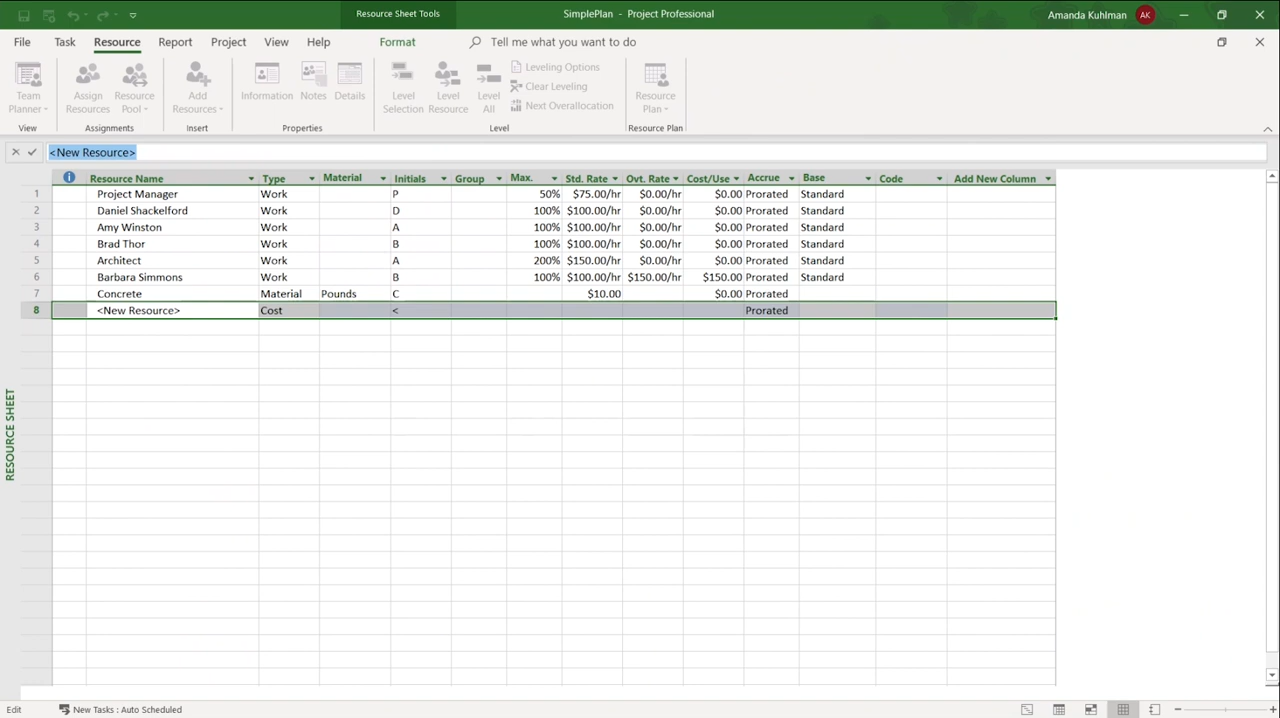 Resource Sheet Tools
SimplePlan - Project Professional
Amanda Kuhlman AK
File Task Resource Report Project View Help Format Tell me what you want to do
Team Planner
View
Assign Resources
Resource Pool
Assignments
Add Resources
Insert
Information
Notes
Details
Properties
Level Selection
Level Resource
Level All
Leveling Options
Clear Leveling
Next Overallocation
Level
Resource Plan
Resource Plan
<New Resource>
Resource Name Type Material Initials Group Max. Std. Rate Ovt. Rate Cost/Use Accrue Base Code Add New Column
1 Project Manager Work P 50% $75.00/hr $0.00/hr $0.00 Prorated Standard
2 Daniel Shackelford Work D 100% $100.00/hr $0.00/hr $0.00 Prorated Standard
3 Amy Winston Work A 100% $100.00/hr $0.00/hr $0.00 Prorated Standard
4 Brad Thor Work B 100% $100.00/hr $0.00/hr $0.00 Prorated Standard
5 Architect Work A 200% $150.00/hr $0.00/hr $0.00 Prorated Standard
6 Barbara Simmons Work B 100% $100.00/hr $150.00/hr $150.00 Prorated Standard
7 Concrete Material Pounds C $10.00 $0.00 Prorated
8 <New Resource> Cost < Prorated
RESOURCE SHEET
Edit New Tasks : Auto Scheduled